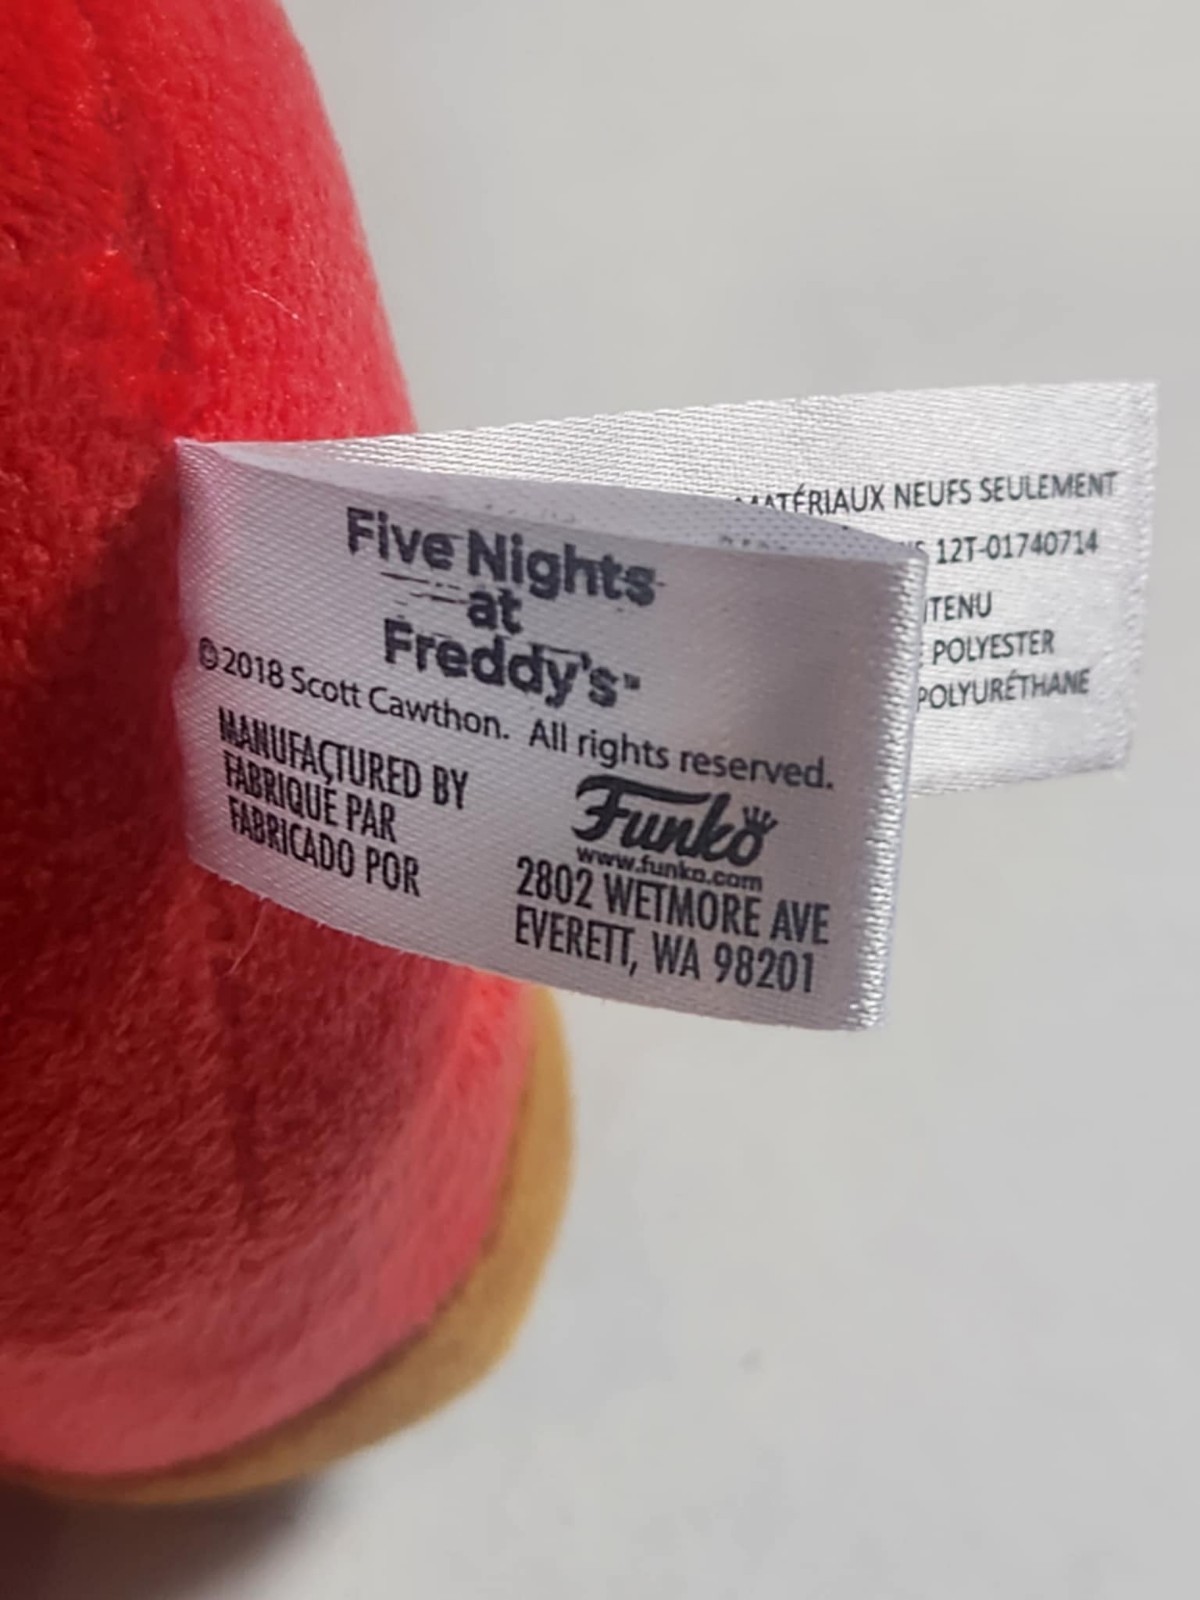 Five Nights
at
Freddy's™
©2018 Scott Cawthon. All rights reserved.
MANUFACTURED BY
FABRIQUÉ PAR
FABRICADO POR
Funko
www.funko.com
2802 WETMORE AVE
EVERETT, WA 98201
MATÉRIAUX NEUFS SEULEMENT
12T-01740714
POLYESTER
POLYURÉTHANE